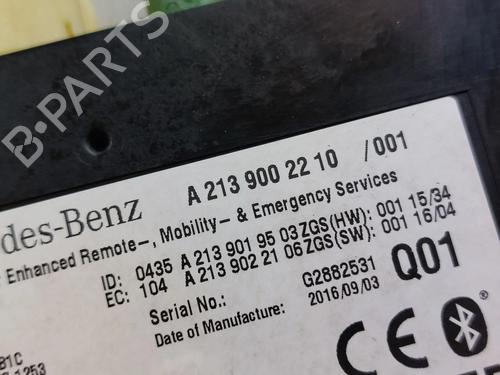 B-PARTS
A 213 900 22 10 /001
des-Benz
Enhanced Remote-, Mobility- & Emergency Services
ID: 0435 A 213 901 95 03 ZGS(HW): 001 15/34
EC: 104 A 213 902 21 06 ZGS(SW): 001 16/04
Serial No.: G2882531 Q01
Date of Manufacture: 2016/09/03
CE
B1C
1253